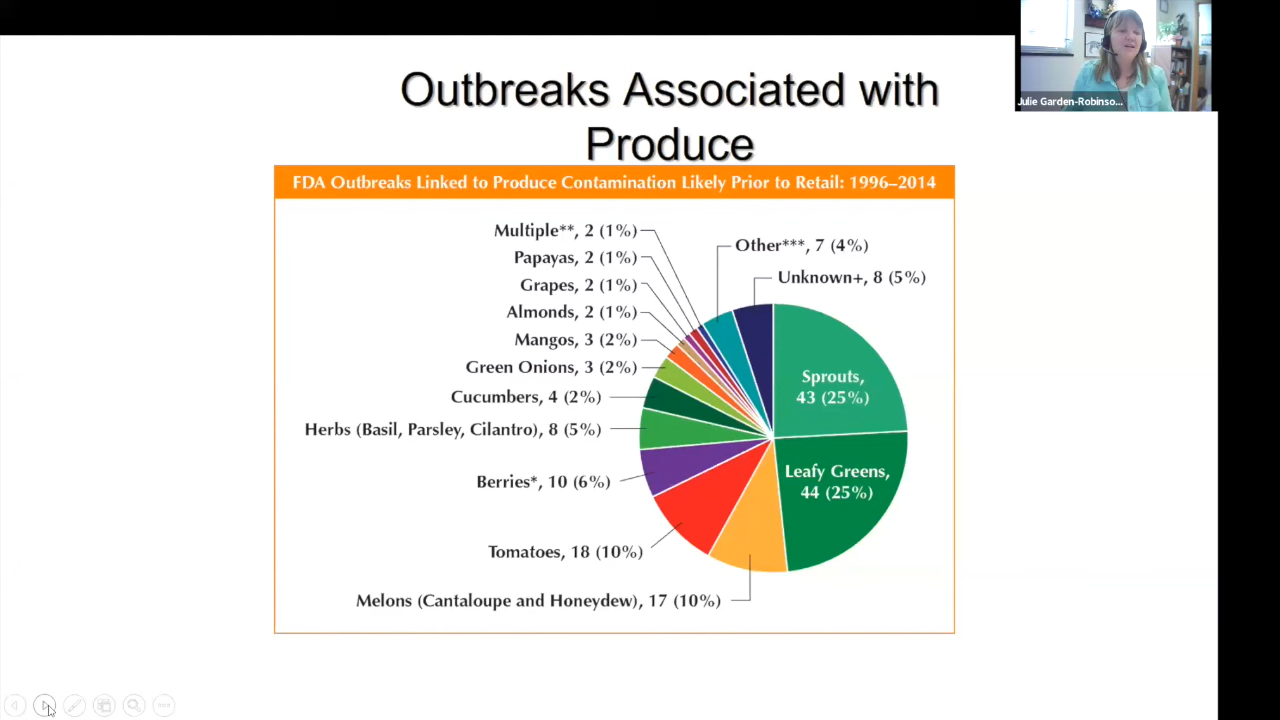 Outbreaks Associated with
Produce
Julie Garden-Robinso...
FDA Outbreaks Linked to Produce Contamination Likely Prior to Retail: 1996–2014
Multiple**, 2 (1%)
Papayas, 2 (1%)
Grapes, 2 (1%)
Almonds, 2 (1%)
Mangos, 3 (2%)
Green Onions, 3 (2%)
Cucumbers, 4 (2%)
Herbs (Basil, Parsley, Cilantro), 8 (5%)
Berries*, 10 (6%)
Tomatoes, 18 (10%)
Melons (Cantaloupe and Honeydew), 17 (10%)
Other***, 7 (4%)
Unknown+, 8 (5%)
Sprouts,
43 (25%)
Leafy Greens,
44 (25%)